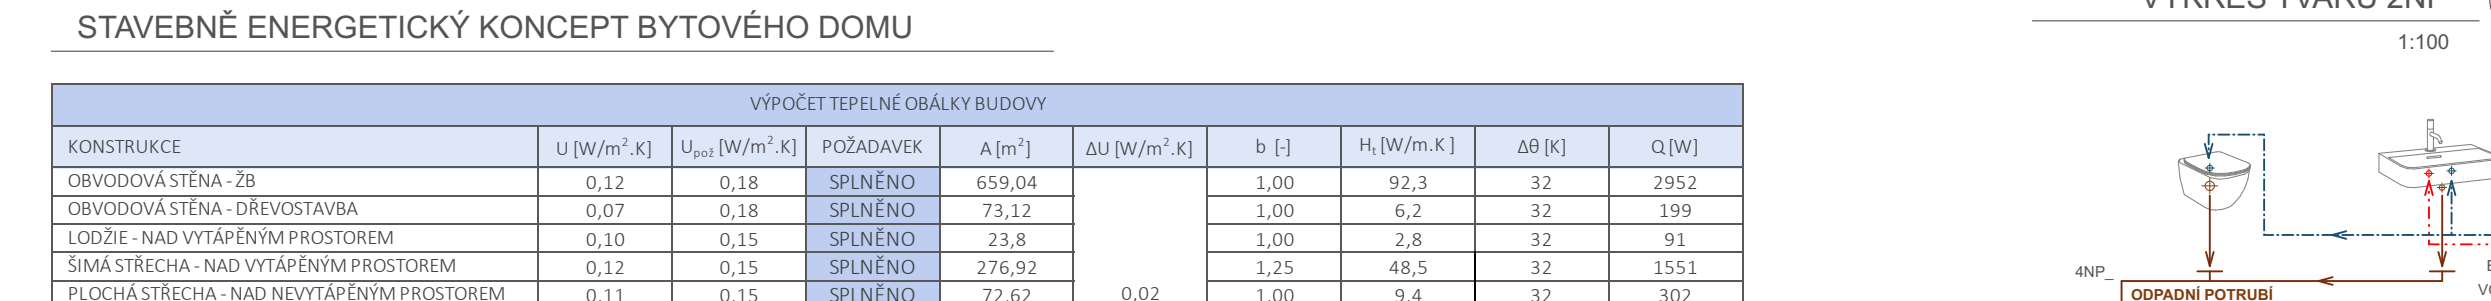 STAVEBNĚ ENERGETICKÝ KONCEPT BYTOVÉHO DOMU
VÝKRES TVARU 2NP
1:100
VÝPOČET TEPELNÉ OBÁLKY BUDOVY
KONSTRUKCE U [W/m².K] Upož [W/m².K] POŽADAVEK A [m²] ΔU [W/m².K] b [-] Ht [W/m.K ] Δθ [K] Q [W]
OBVODOVÁ STĚNA - ŽB 0,12 0,18 SPLNĚNO 659,04 1,00 92,3 32 2952
OBVODOVÁ STĚNA - DŘEVOSTAVBA 0,07 0,18 SPLNĚNO 73,12 1,00 6,2 32 199
LODŽIE - NAD VYTÁPĚNÝM PROSTOREM 0,10 0,15 SPLNĚNO 23,8 1,00 2,8 32 91
ŠIMÁ STŘECHA - NAD VYTÁPĚNÝM PROSTOREM 0,12 0,15 SPLNĚNO 276,92 1,25 48,5 32 1551
PLOCHÁ STŘECHA - NAD NEVYTÁPĚNÝM PROSTOREM 0,11 0,15 SPLNĚNO 72,62 0,02 1,00 9,4 32 302
4NP_
ODPADNÍ POTRUBÍ